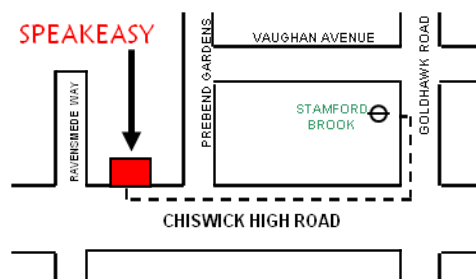 SPEAKEASY
VAUGHAN AVENUE
GOLDHAWK ROAD
PREBEND GARDENS
RAVENSMEDE WAY
STAMFORD
BROOK
CHISWICK HIGH ROAD